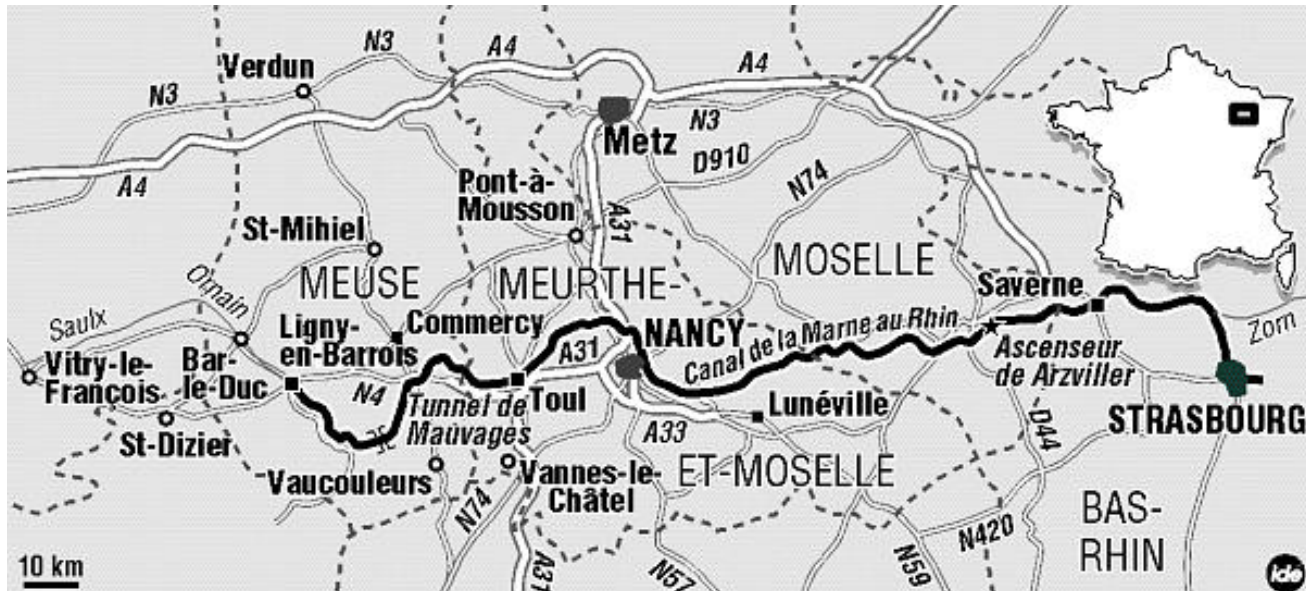 N3
A4
A4
Verdun
N3
Metz
N3
D910
A4
Pont-à-
Mousson
A31
N74
St-Mihiel
MEUSE
MEURTHE-
MOSELLE
Saverne
Ornain
Saulx
Zorn
Ligny-
en-Barrois
Commercy
NANCY
Canal de la Marne au Rhin
Vitry-le-
François
Bar-
le-Duc
A31
Ascenseur
de Arzviller
N4
Tunnel de
Mauvages
Toul
Lunéville
STRASBOURG
St-Dizier
A33
D44
Vaucouleurs
Vannes-le-
Châtel
ET-MOSELLE
N74
N420
BAS-
RHIN
10 km
A31
N57
N59
ide